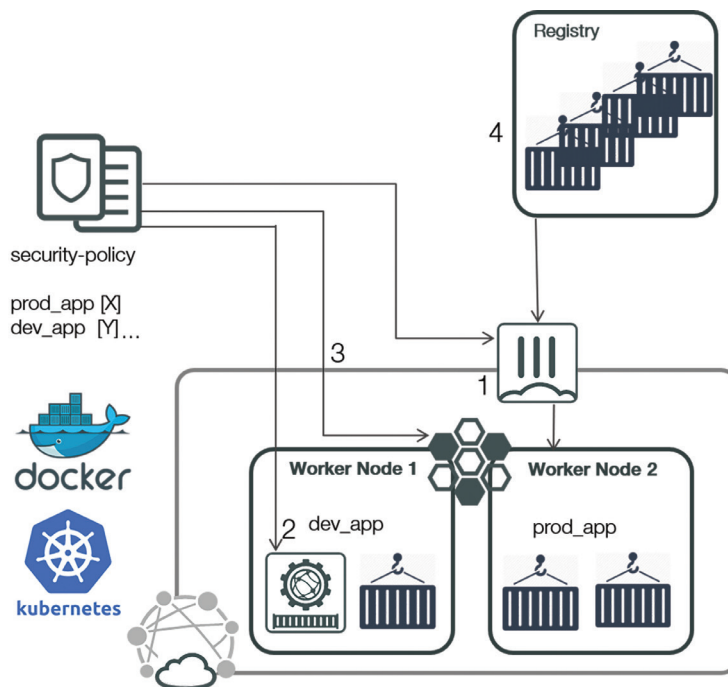 Registry
4
security-policy
prod_app [X]
dev_app [Y]...
3
1
docker
kubernetes
Worker Node 1
Worker Node 2
2
dev_app
prod_app